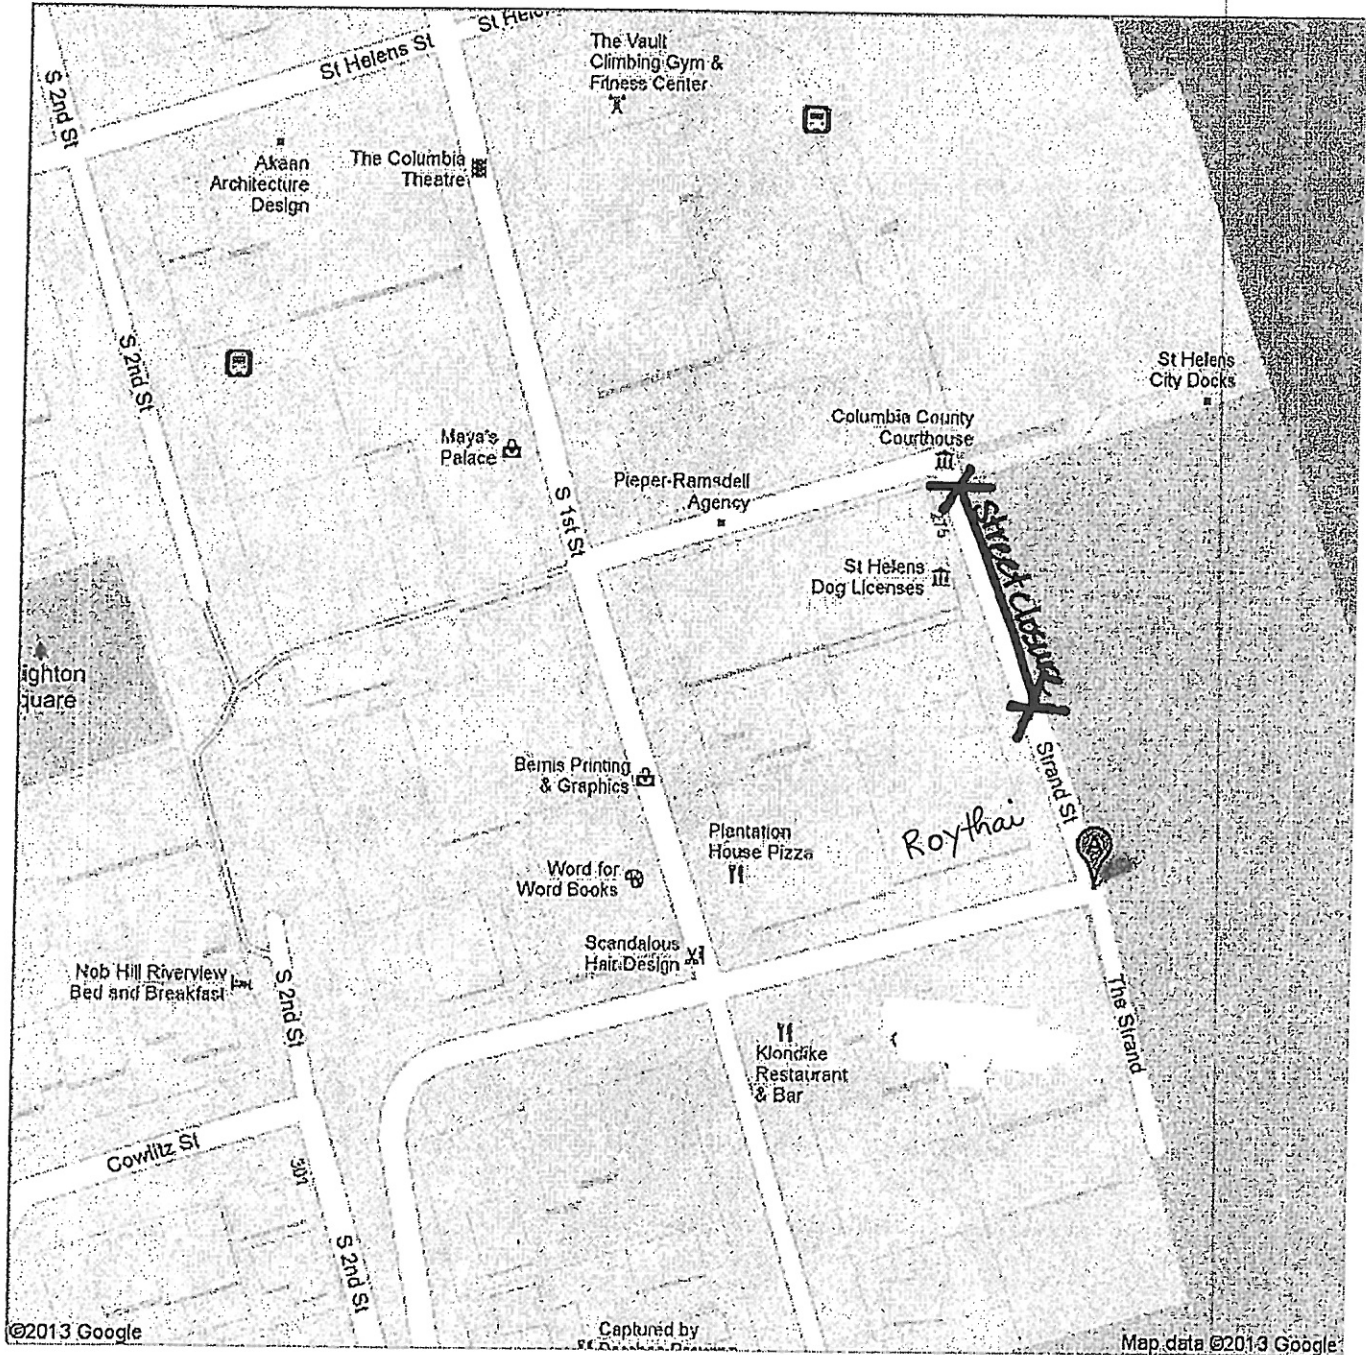 St Helens St
St Helen
S 2nd St
The Vault
Climbing Gym &
Fitness Center
Akaan
Architecture
Design
The Columbia
Theatre
S 2nd St
St Helens
City Docks
Columbia County
Courthouse
Maya's
Palace
Pieper-Ramsdell
Agency
S 1st St
275
Street closure
St Helens
Dog Licenses
ighton
quare
Bemis Printing
& Graphics
Strand St
Roythai
Plantation
House Pizza
A
Word for
Word Books
Scandalous
Hair Design
Nob Hill Riverview
Bed and Breakfast
S 2nd St
The Strand
Klondike
Restaurant
& Bar
Cowlitz St
301
S 2nd St
©2013 Google
Captured by
Map data ©2013 Google